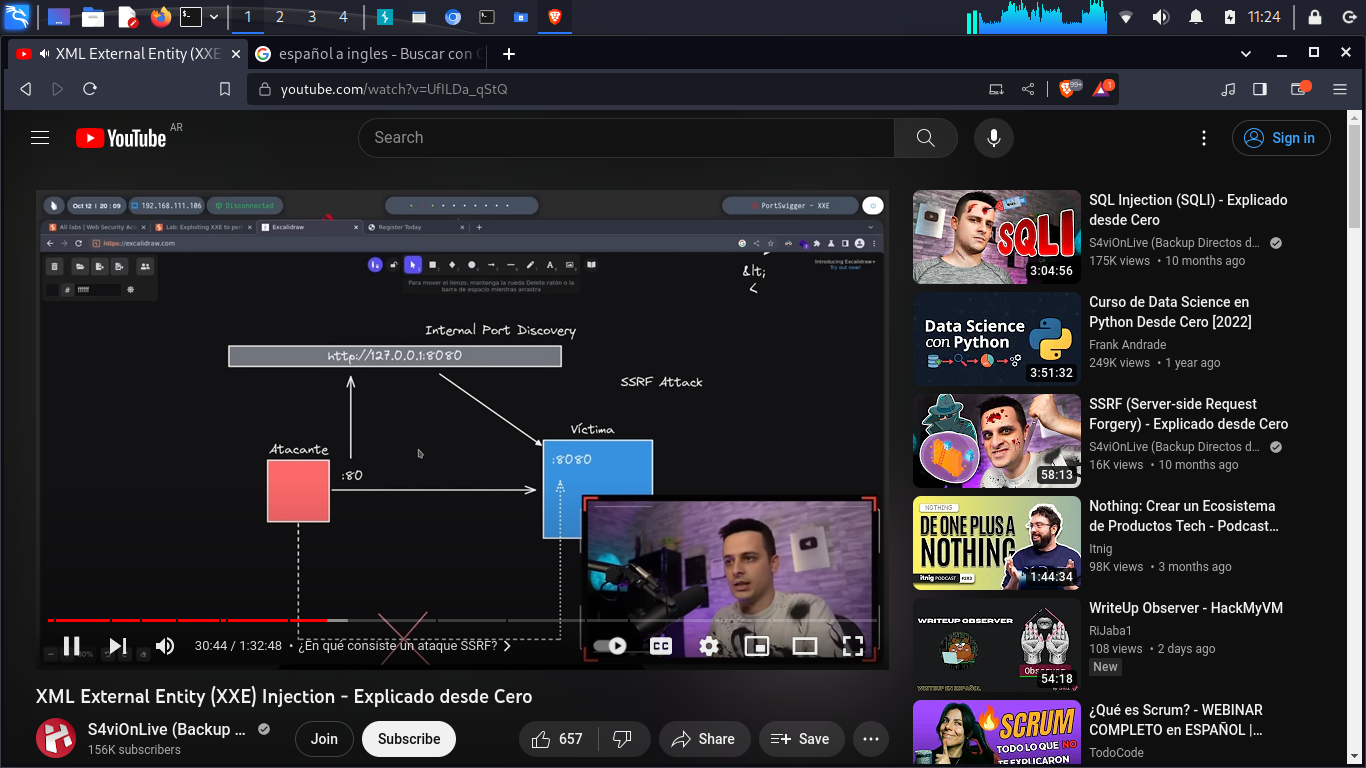 1 2 3 4
11:24
XML External Entity (XXE
español a ingles - Buscar con G
youtube.com/watch?v=UfILDa_qStQ
99+
1
YouTube AR
Search
Sign in
Oct 12 | 20 : 09
192.168.111.106
Disconnected
PortSwigger - XXE
All labs | Web Security Ac
Lab: Exploiting XXE to per
Excalidraw
Register Today
https://excalidraw.com
Introducing Excalidraw+
Try out now!
Para mover el lienzo, mantenga la rueda Delete ratón o la
barra de espacio mientras arrastra
# ffffff
&lt;
<
Internal Port Discovery
http://127.0.0.1:8080
SSRF Attack
Víctima
Atacante
:8080
:80
30:44 / 1:32:48 • ¿En qué consiste un ataque SSRF?
CC
XML External Entity (XXE) Injection - Explicado desde Cero
S4viOnLive (Backup ...
156K subscribers
Join
Subscribe
657
Share
Save
SQLI
3:04:56
SQL Injection (SQLI) - Explicado
desde Cero
S4viOnLive (Backup Directos d...
175K views • 10 months ago
Data Science
con Python
3:51:32
Curso de Data Science en
Python Desde Cero [2022]
Frank Andrade
249K views • 1 year ago
58:13
SSRF (Server-side Request
Forgery) - Explicado desde Cero
S4viOnLive (Backup Directos d...
16K views • 10 months ago
NOTHING
DE ONE PLUS A
NOTHING
itnig PODCAST #203
1:44:34
Nothing: Crear un Ecosistema
de Productos Tech - Podcast...
Itnig
98K views • 3 months ago
WRITEUP OBSERVER
Observer
WRITEUP EN ESPAÑOL
54:18
WriteUp Observer - HackMyVM
RiJaba1
108 views • 2 days ago
New
SCRUM
TODO LO QUE NO
TE EXPLICARON
¿Qué es Scrum? - WEBINAR
COMPLETO en ESPAÑOL |...
TodoCode